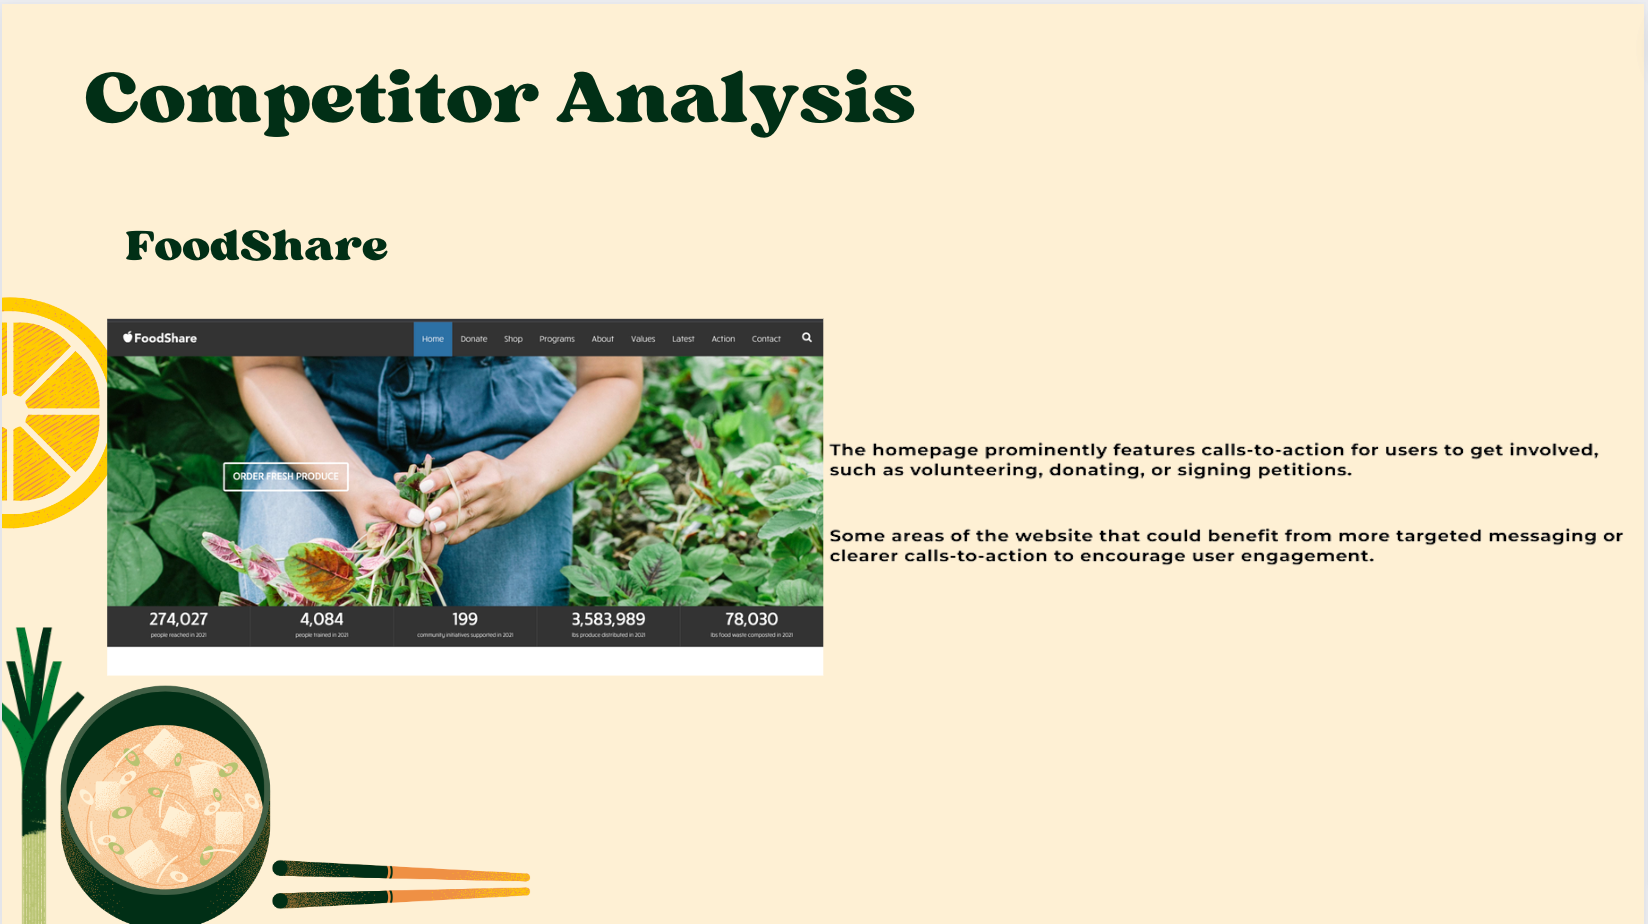 Competitor Analysis
FoodShare
FoodShare
Home Donate Shop Programs About Values Latest Action Contact
ORDER FRESH PRODUCE
274,027 4,084 199 3,583,989 78,030
people reached in 2021 people trained in 2021 community initiatives supported in 2021 lbs produce distributed in 2021 lbs food waste composted in 2021
The homepage prominently features calls-to-action for users to get involved,
such as volunteering, donating, or signing petitions.
Some areas of the website that could benefit from more targeted messaging or
clearer calls-to-action to encourage user engagement.